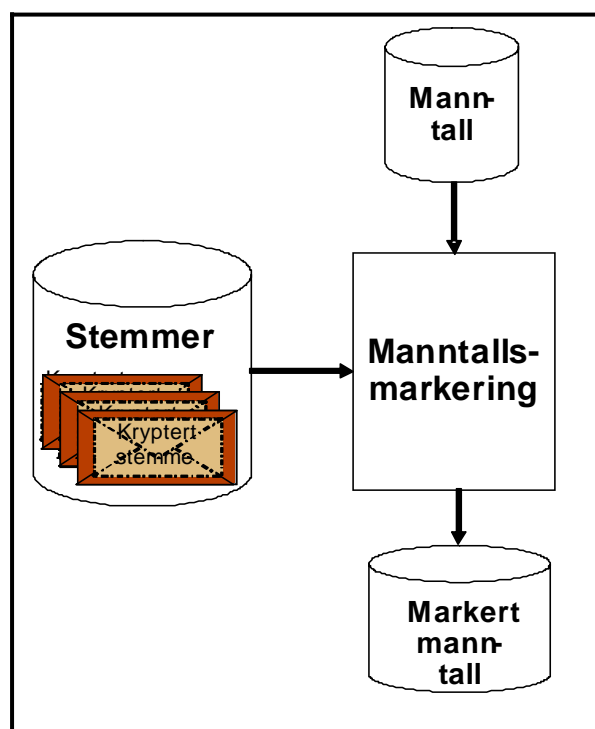 Mann-
tall
Stemmer
Manntalls-
markering
Kryptert
stemme
Markert
mann-
tall